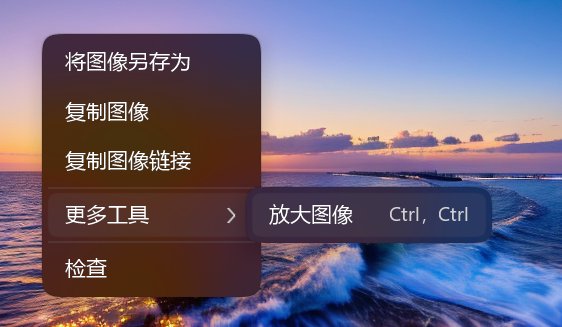 将图像另存为
复制图像
复制图像链接
更多工具
放大图像 Ctrl，Ctrl
检查